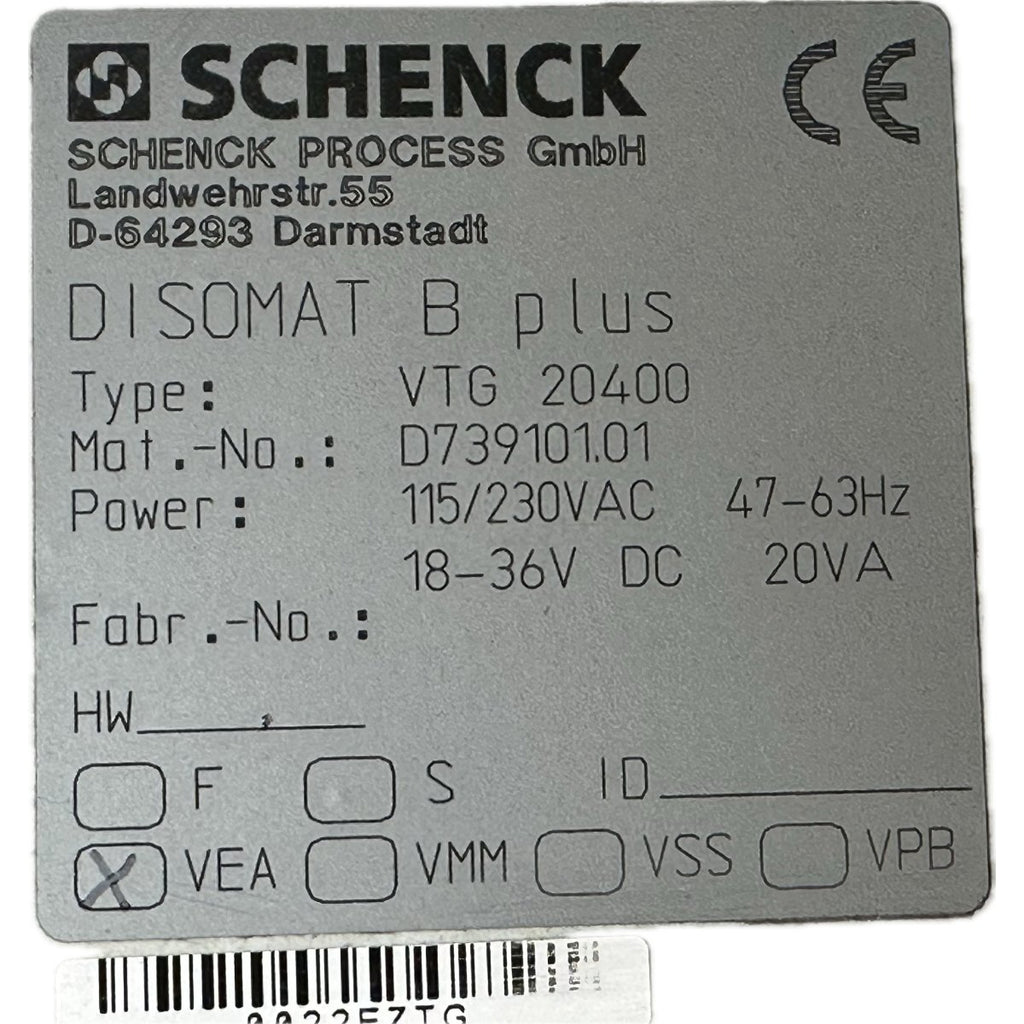 SCHENCK CE
SCHENCK PROCESS GmbH
Landwehrstr.55
D-64293 Darmstadt
DISOMAT B plus
Type: VTG 20400
Mat.-No.: D739101.01
Power: 115/230VAC 47-63Hz
18-36V DC 20VA
Fabr.-No.:
HW
F S ID
X VEA VMM VSS VPB